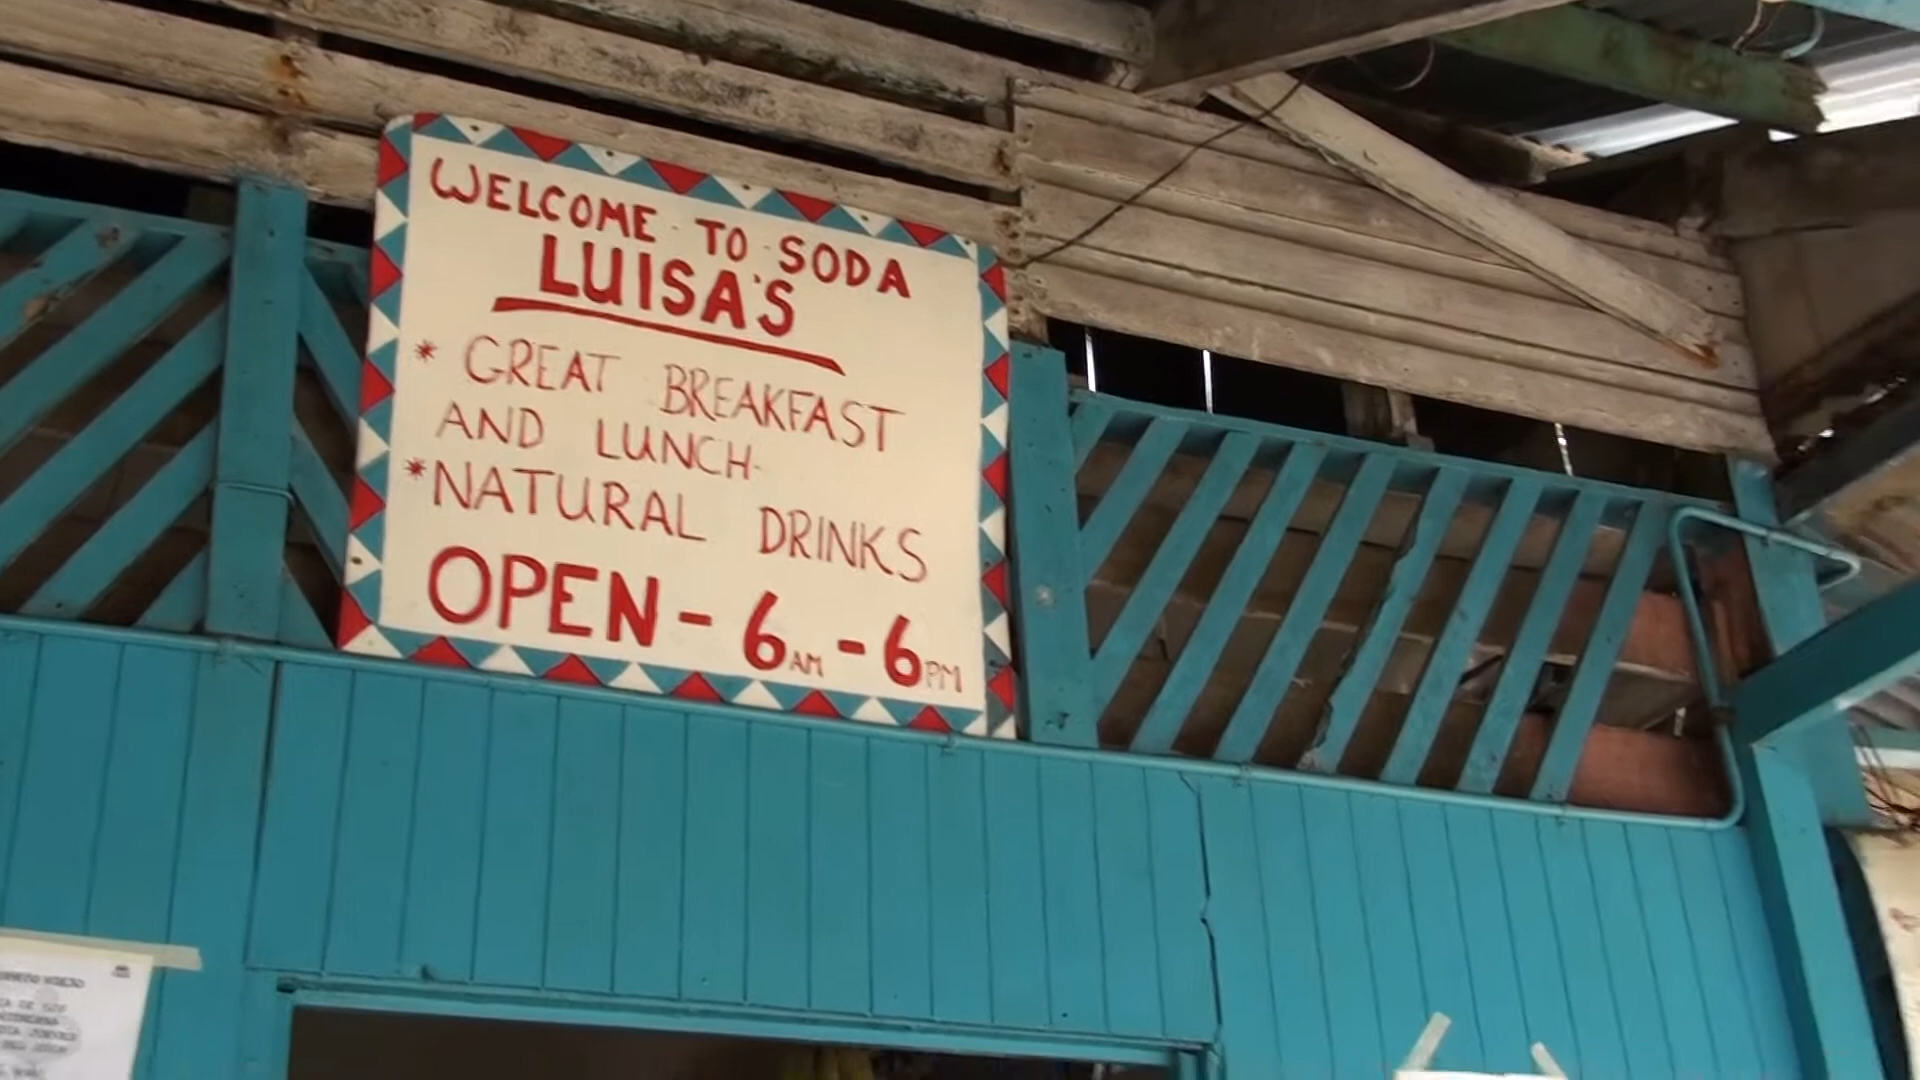 WELCOME TO SODA
LUISA'S
* GREAT BREAKFAST
AND LUNCH.
*NATURAL DRINKS
OPEN - 6AM - 6PM